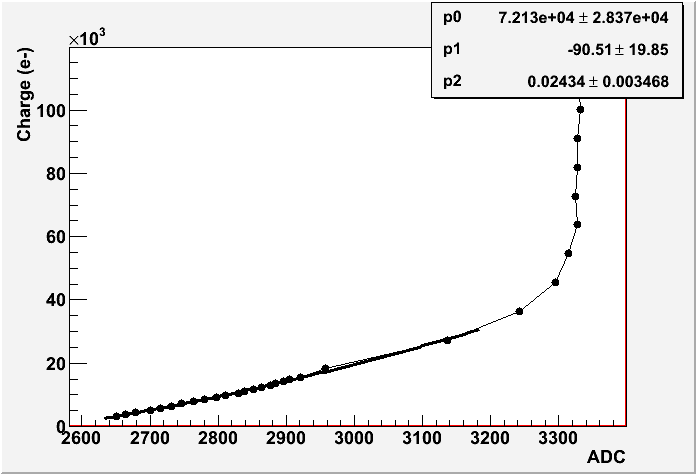 ×10³
p0 7.213e+04 ± 2.837e+04
p1 -90.51 ± 19.85
p2 0.02434 ± 0.003468
Charge (e-)
100
80
60
40
20
0
2600 2700 2800 2900 3000 3100 3200 3300
ADC